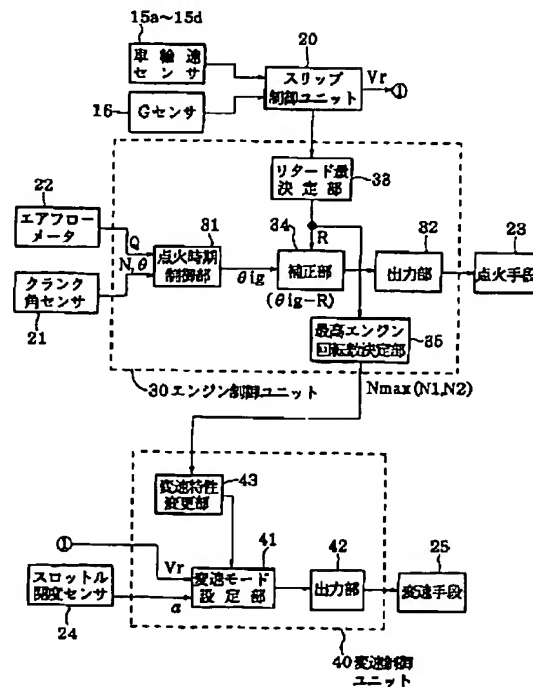 15a～15d
車輪速
センサ
20
スリップ
制御ユニット
Vr
①
16
Gセンサ
リタード量
決定部
33
22
エアフロー
メータ
Q
N,θ
31
点火時期
制御部
θig
34
R
補正部
(θig-R)
32
出力部
23
点火手段
クランク
角センサ
21
最高エンジン
回転数決定部
35
30エンジン制御ユニット
Nmax(N1,N2)
変速特性
変更部
43
①
Vr
41
変速モード
設定部
42
出力部
25
変速手段
スロットル
開度センサ
24
α
40変速制御
ユニット